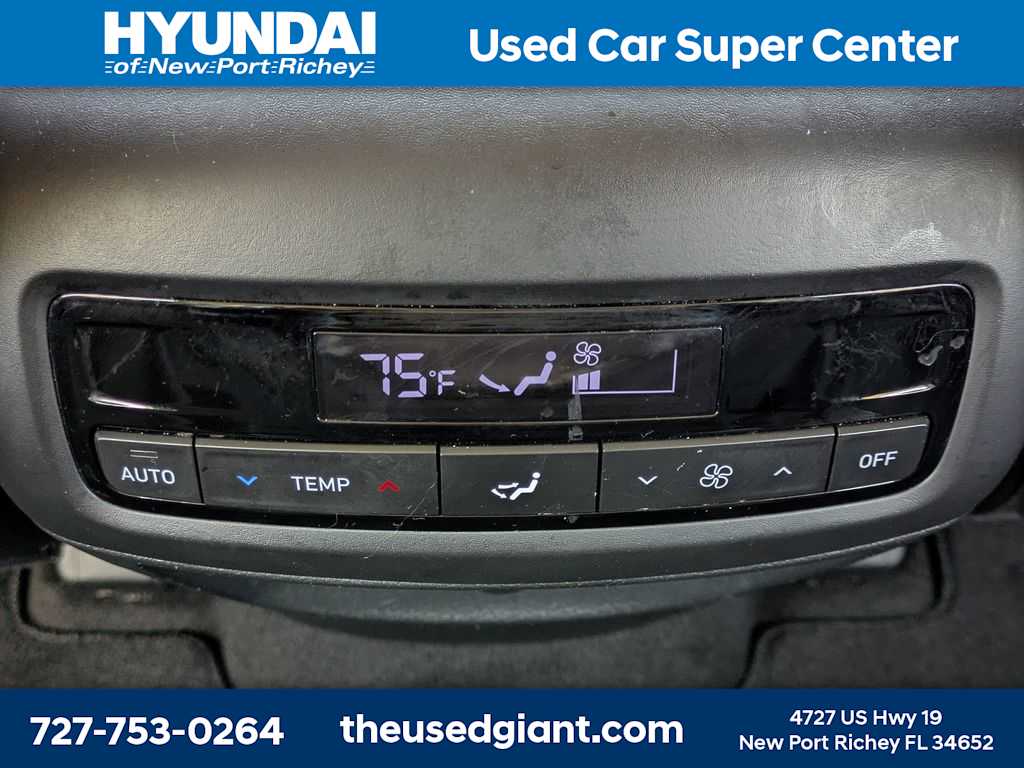 HYUNDAI
of New Port Richey
Used Car Super Center
75°F
AUTO
TEMP
OFF
727-753-0264
theusedgiant.com
4727 US Hwy 19
New Port Richey FL 34652